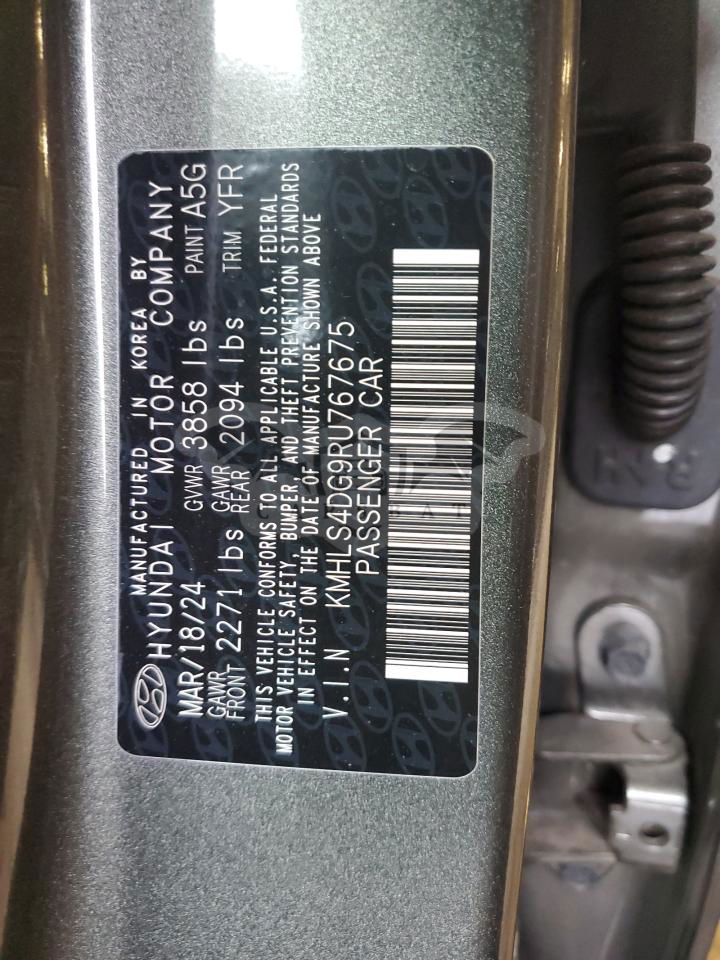 MANUFACTURED IN KOREA BY
HYUNDAI MOTOR COMPANY
MAR/18/24 GVWR 3858 lbs PAINT A5G
GAWR FRONT 2271 lbs GAWR REAR 2094 lbs TRIM YFR
THIS VEHICLE CONFORMS TO ALL APPLICABLE U.S.A. FEDERAL
MOTOR VEHICLE SAFETY, BUMPER, AND THEFT PREVENTION STANDARDS
IN EFFECT ON THE DATE OF MANUFACTURE SHOWN ABOVE
V.I.N KMHLS4DG9RU767675
PASSENGER CAR